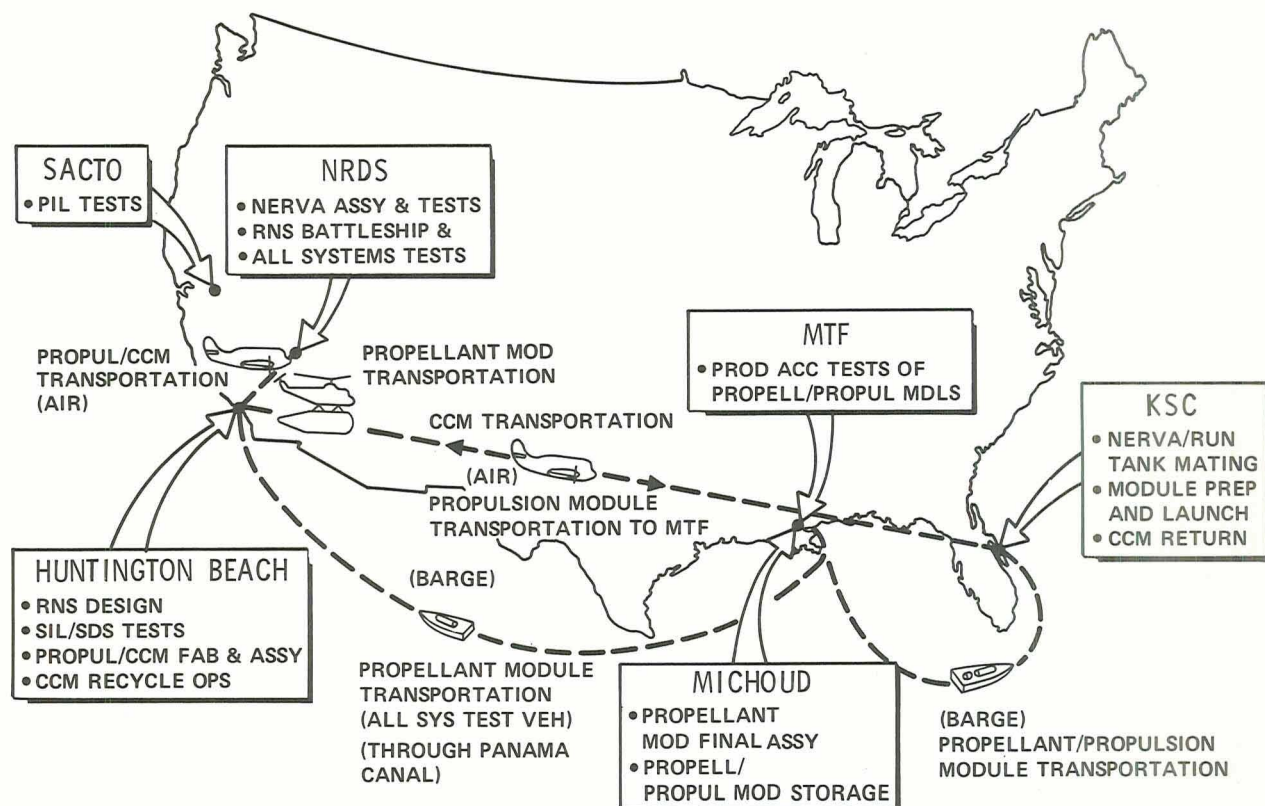 SACTO
• PIL TESTS
NRDS
• NERVA ASSY & TESTS
• RNS BATTLESHIP &
• ALL SYSTEMS TESTS
PROPUL/CCM
TRANSPORTATION
(AIR)
PROPELLANT MOD
TRANSPORTATION
CCM TRANSPORTATION
(AIR)
PROPULSION MODULE
TRANSPORTATION TO MTF
MTF
• PROD ACC TESTS OF
PROPELL/PROPUL MDLS
KSC
• NERVA/RUN
TANK MATING
• MODULE PREP
AND LAUNCH
• CCM RETURN
HUNTINGTON BEACH
• RNS DESIGN
• SIL/SDS TESTS
• PROPUL/CCM FAB & ASSY
• CCM RECYCLE OPS
(BARGE)
PROPELLANT MODULE
TRANSPORTATION
(ALL SYS TEST VEH)
(THROUGH PANAMA
CANAL)
MICHOUD
• PROPELLANT
MOD FINAL ASSY
• PROPELL/
PROPUL MOD STORAGE
(BARGE)
PROPELLANT/PROPULSION
MODULE TRANSPORTATION